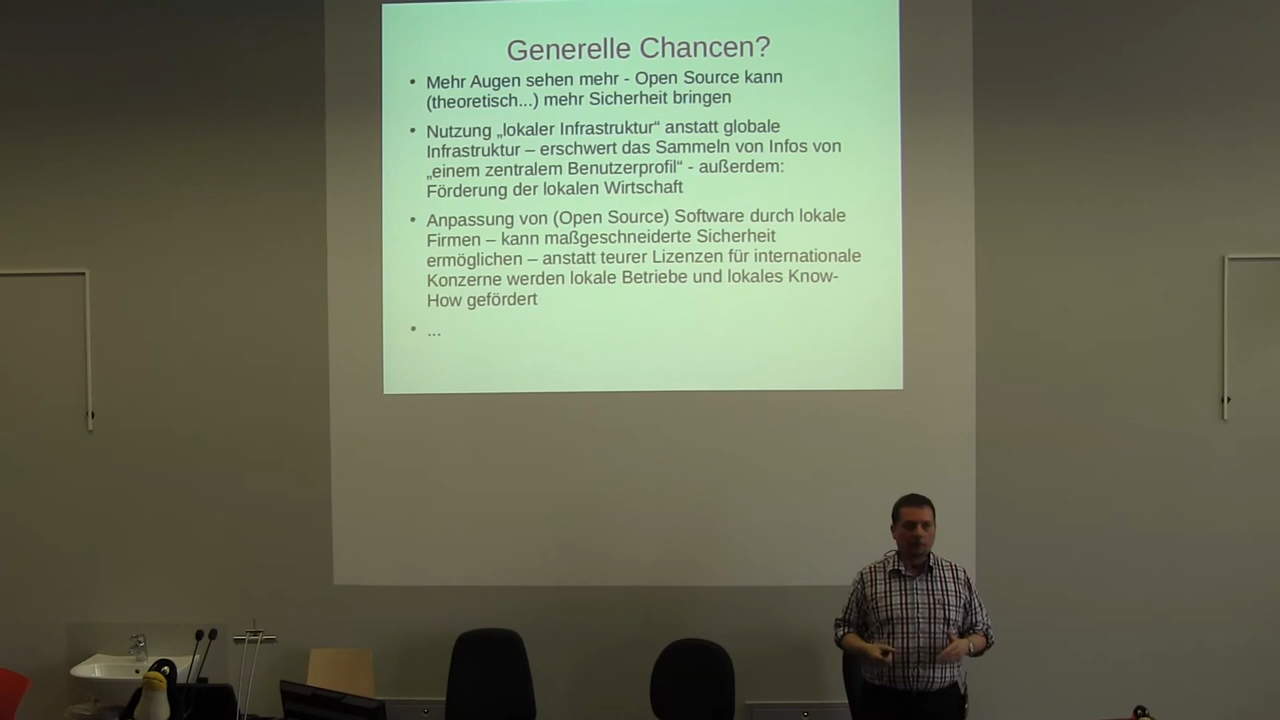 Generelle Chancen?
• Mehr Augen sehen mehr - Open Source kann
(theoretisch...) mehr Sicherheit bringen
• Nutzung „lokaler Infrastruktur“ anstatt globale
Infrastruktur – erschwert das Sammeln von Infos von
„einem zentralem Benutzerprofil“ - außerdem:
Förderung der lokalen Wirtschaft
• Anpassung von (Open Source) Software durch lokale
Firmen – kann maßgeschneiderte Sicherheit
ermöglichen – anstatt teurer Lizenzen für internationale
Konzerne werden lokale Betriebe und lokales Know-
How gefördert
• ...